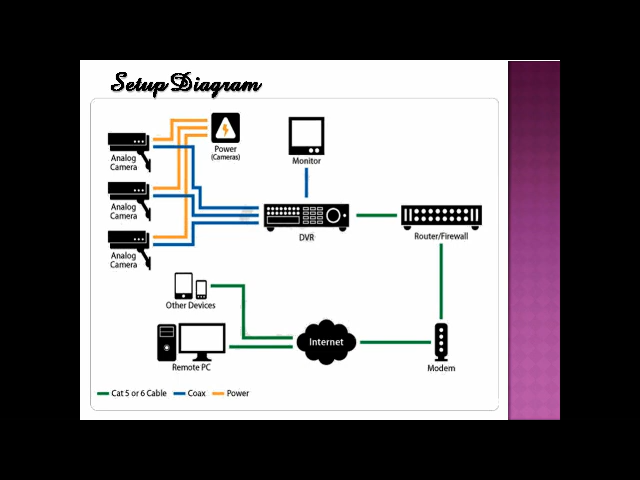 Setup Diagram
Power
(Cameras)
Analog
Camera
Monitor
Analog
Camera
DVR
Router/Firewall
Analog
Camera
Other Devices
Internet
Remote PC
Modem
Cat 5 or 6 Cable Coax Power